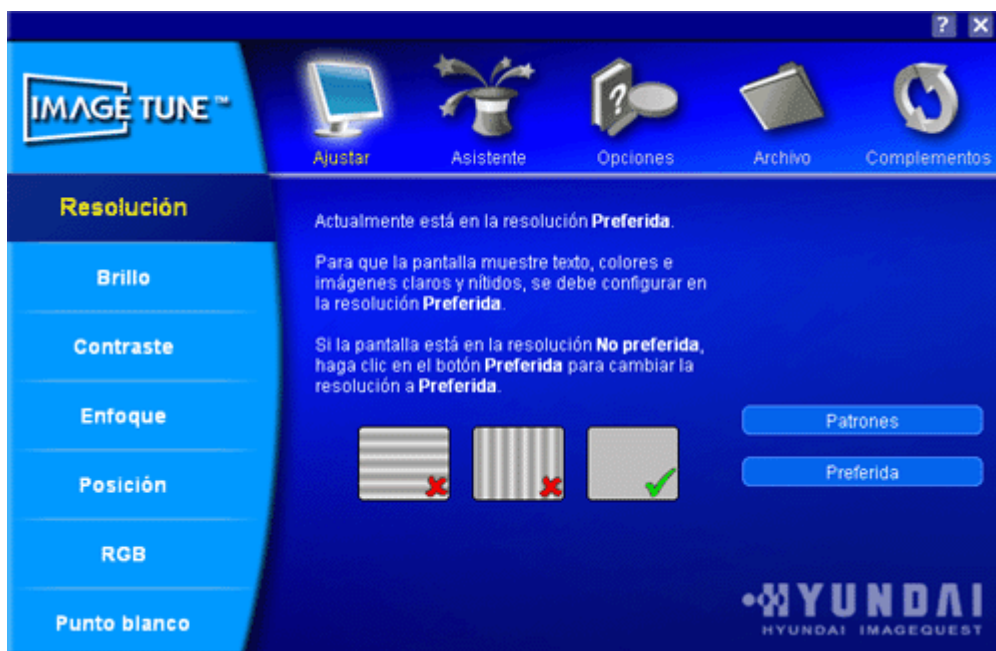 IMAGE TUNE™
Ajustar
Asistente
Opciones
Archivo
Complementos
Resolución
Brillo
Contraste
Enfoque
Posición
RGB
Punto blanco
Actualmente está en la resolución Preferida.
Para que la pantalla muestre texto, colores e
imágenes claros y nítidos, se debe configurar en
la resolución Preferida.
Si la pantalla está en la resolución No preferida,
haga clic en el botón Preferida para cambiar la
resolución a Preferida.
Patrones
Preferida
HYUNDAI
HYUNDAI IMAGEQUEST